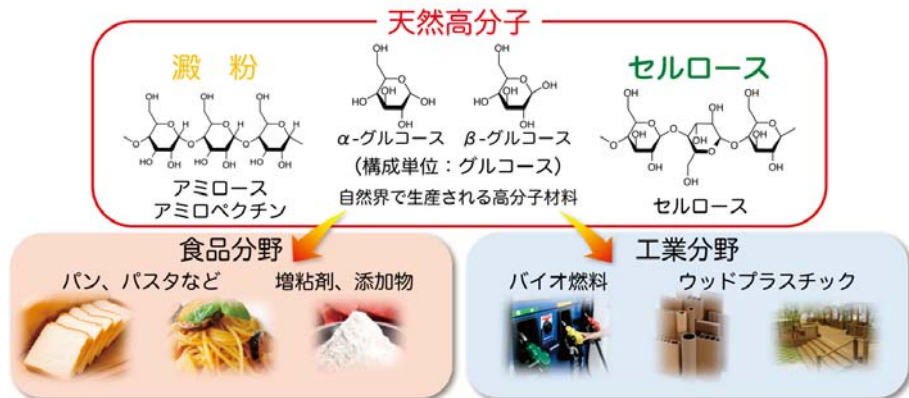 天然高分子
澱 粉
セルロース
α-グルコース
β-グルコース
(構成単位：グルコース)
自然界で生産される高分子材料
アミロース
アミロペクチン
セルロース
食品分野
パン、パスタなど
増粘剤、添加物
工業分野
バイオ燃料
ウッドプラスチック